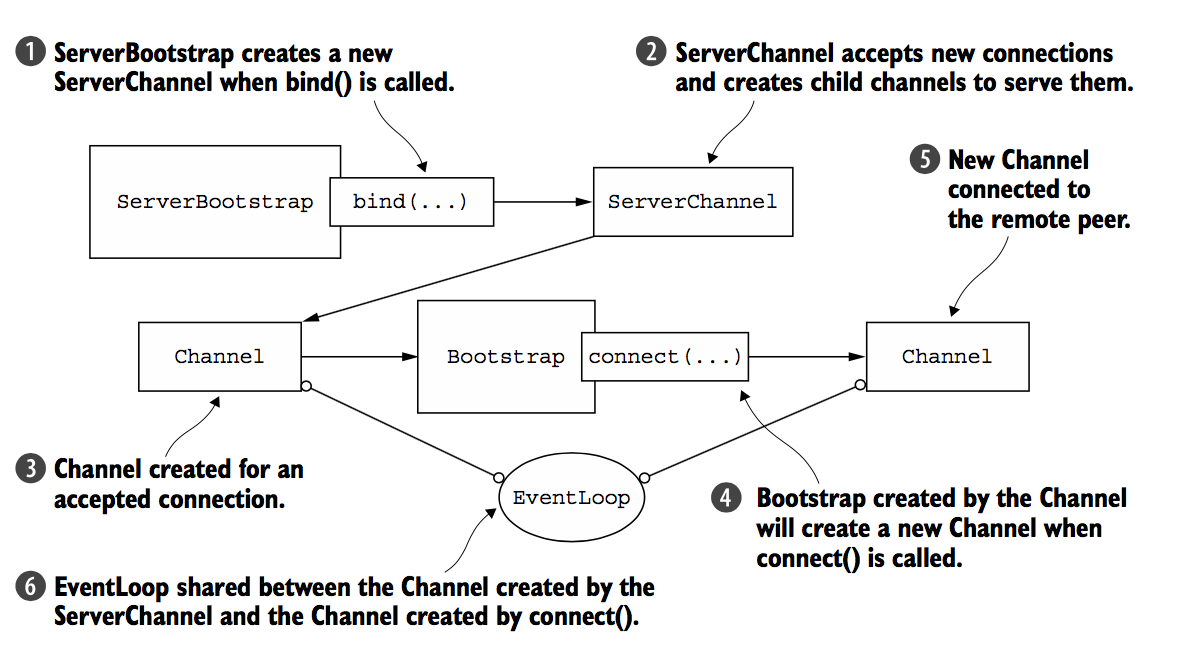 1 ServerBootstrap creates a new
ServerChannel when bind() is called.
2 ServerChannel accepts new connections
and creates child channels to serve them.
5 New Channel
connected to
the remote peer.
ServerBootstrap
bind(...)
ServerChannel
Channel
Bootstrap
connect(...)
Channel
3 Channel created for an
accepted connection.
EventLoop
4 Bootstrap created by the Channel
will create a new Channel when
connect() is called.
6 EventLoop shared between the Channel created by the
ServerChannel and the Channel created by connect().